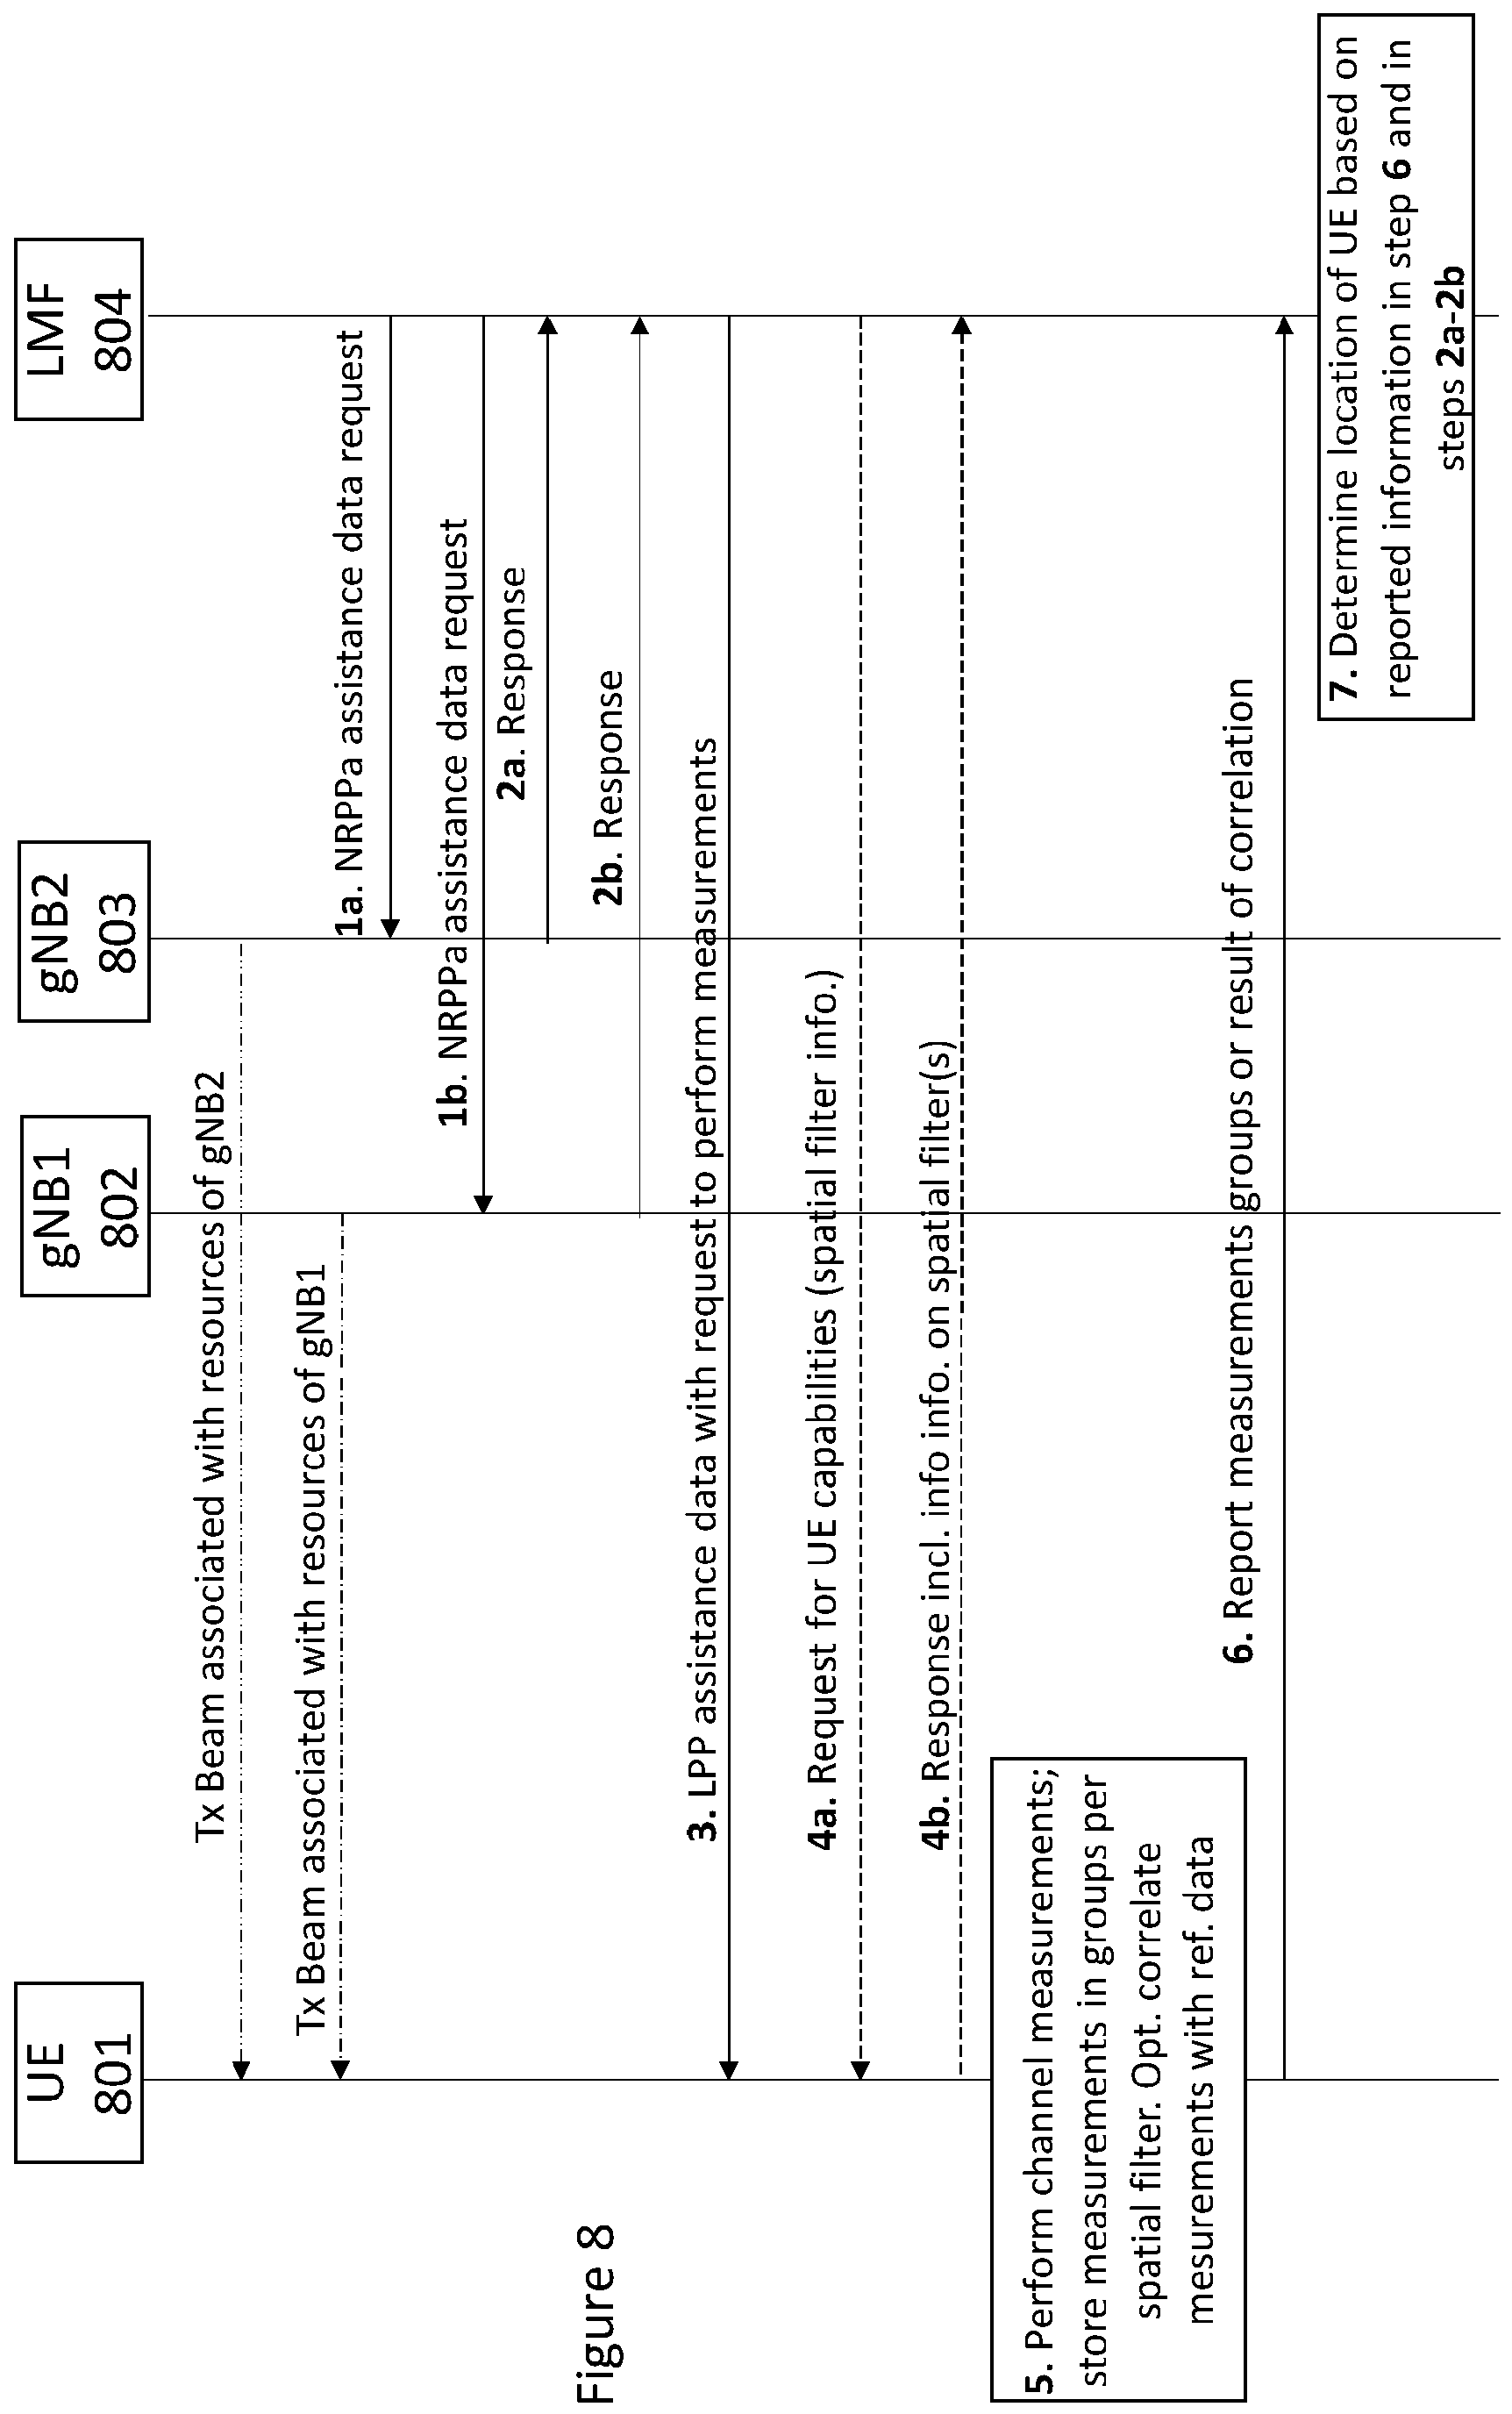 UE
801
gNB1
802
gNB2
803
LMF
804
Tx Beam associated with resources of gNB2
Tx Beam associated with resources of gNB1
1a. NRPPa assistance data request
1b. NRPPa assistance data request
2a. Response
2b. Response
3. LPP assistance data with request to perform measurements
4a. Request for UE capabilities (spatial filter info.)
4b. Response incl. info info. on spatial filter(s)
5. Perform channel measurements;
store measurements in groups per
spatial filter. Opt. correlate
mesurements with ref. data
6. Report measurements groups or result of correlation
7. Determine location of UE based on
reported information in step 6 and in
steps 2a-2b
Figure 8